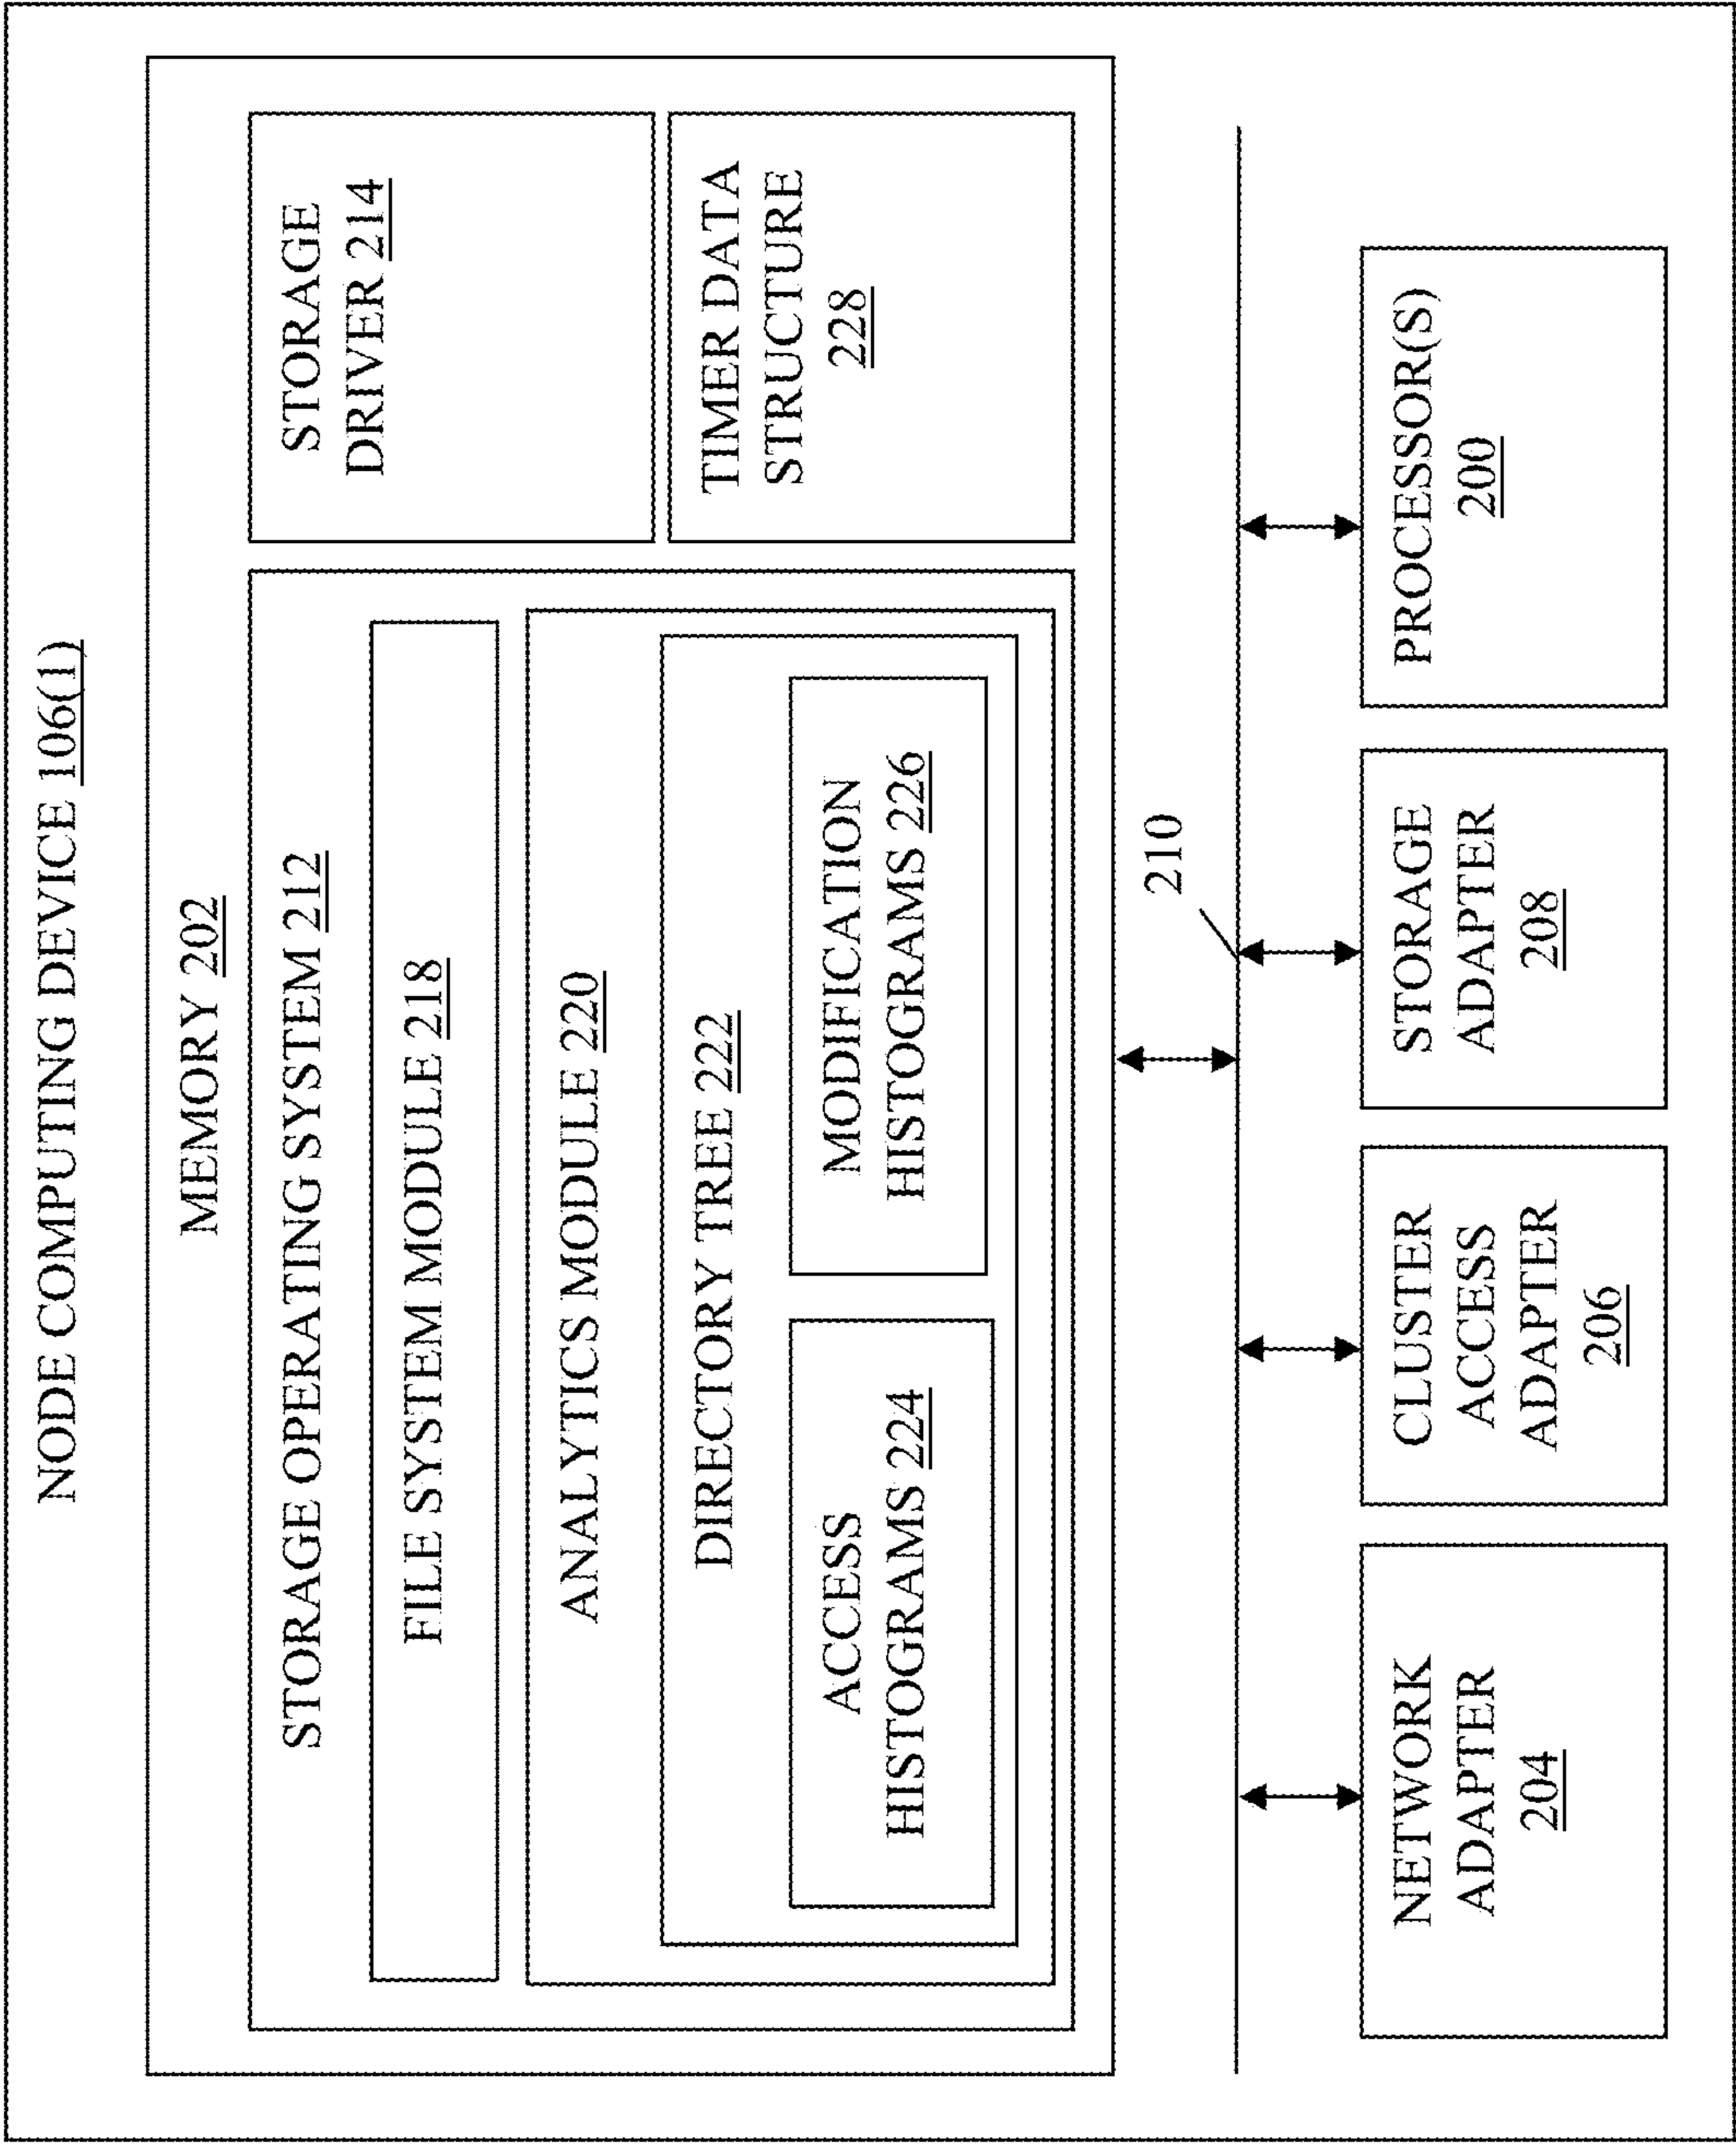 NODE COMPUTING DEVICE 106(1)
MEMORY 202
STORAGE OPERATING SYSTEM 212
FILE SYSTEM MODULE 218
ANALYTICS MODULE 220
DIRECTORY TREE 222
ACCESS
HISTOGRAMS 224
MODIFICATION
HISTOGRAMS 226
STORAGE
DRIVER 214
TIMER DATA
STRUCTURE
228
210
NETWORK
ADAPTER
204
CLUSTER
ACCESS
ADAPTER
206
STORAGE
ADAPTER
208
PROCESSOR(S)
200